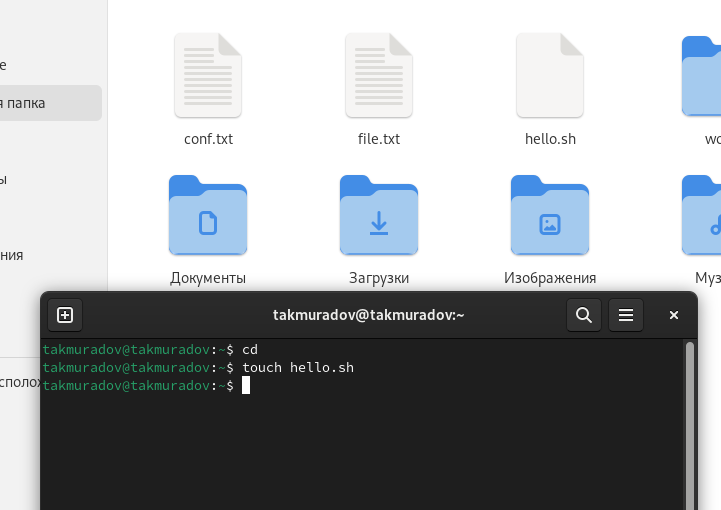 conf.txt
file.txt
hello.sh
папка
Документы
Загрузки
Изображения
takmuradov@takmuradov:~
takmuradov@takmuradov:~$ cd
takmuradov@takmuradov:~$ touch hello.sh
takmuradov@takmuradov:~$